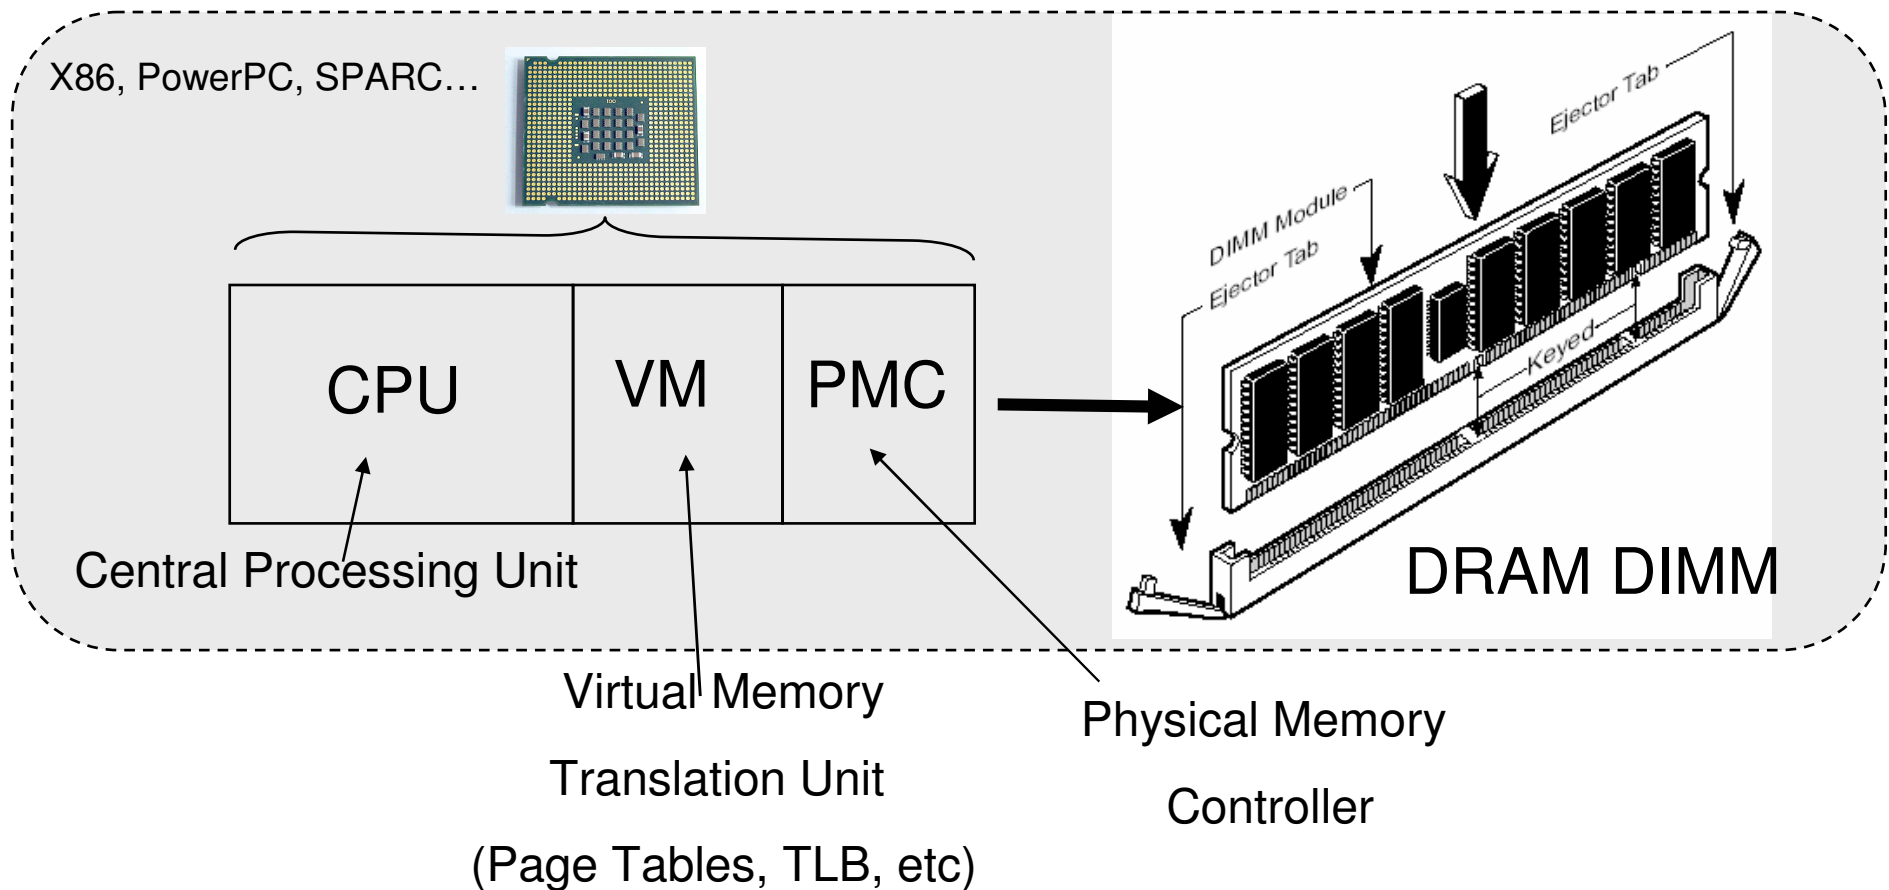 X86, PowerPC, SPARC…
Ejector Tab
DIMM Module
Ejector Tab
Keyed
CPU
VM
PMC
Central Processing Unit
DRAM DIMM
Virtual Memory
Translation Unit
(Page Tables, TLB, etc)
Physical Memory
Controller